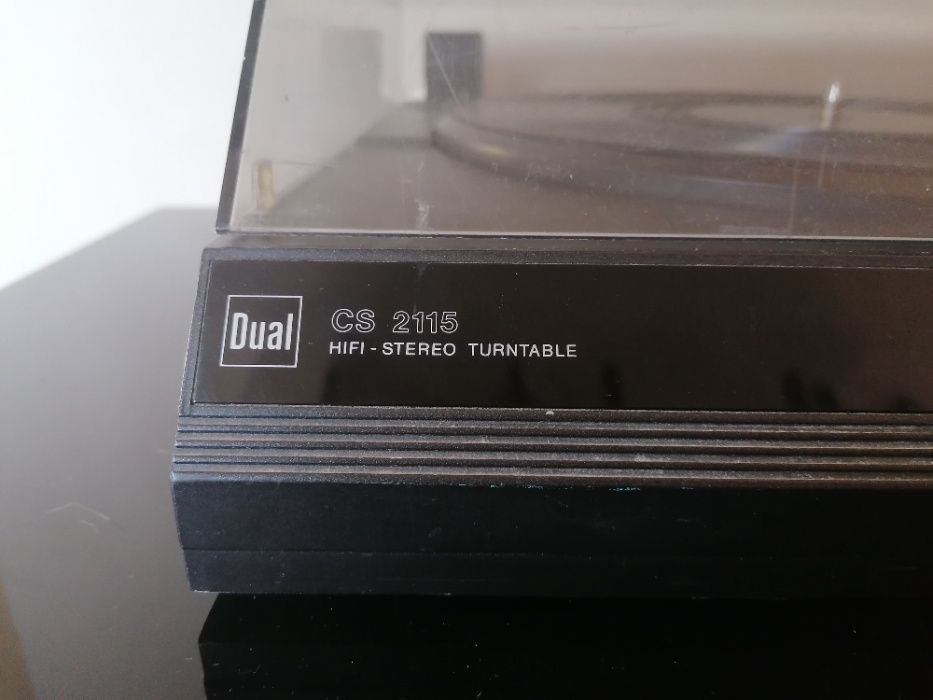 Dual
CS 2115
HIFI - STEREO TURNTABLE